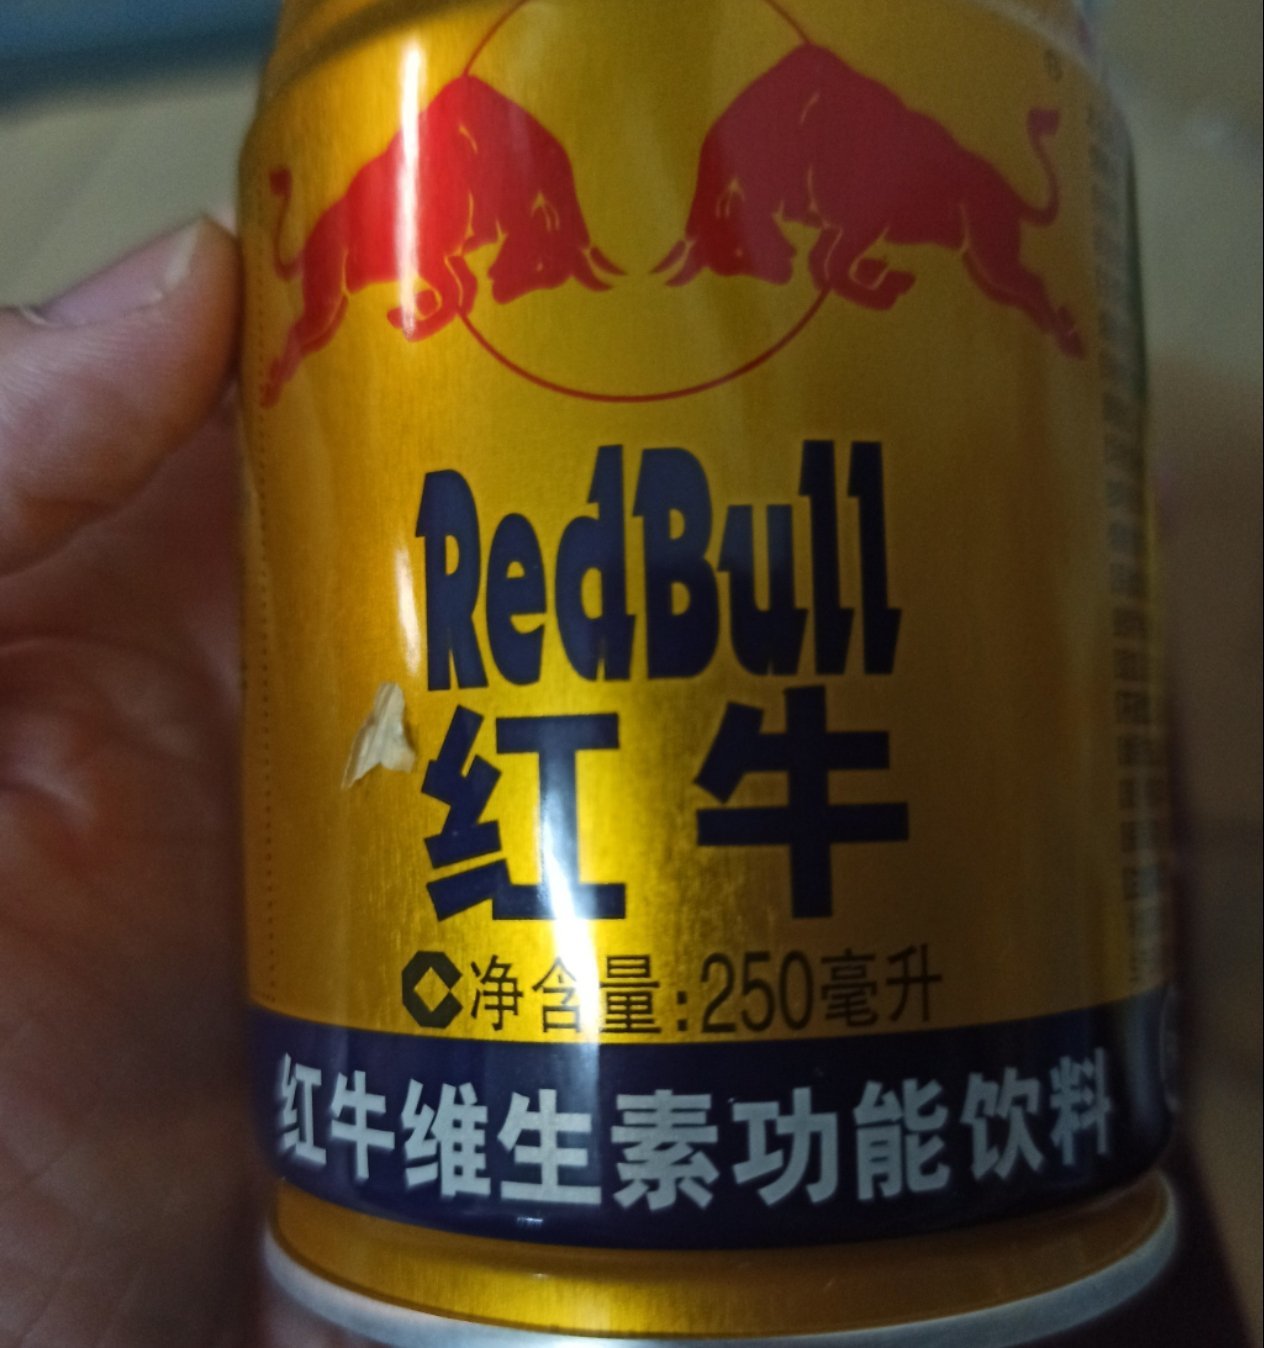 RedBull
红牛
净含量:250毫升
红牛维生素功能饮料